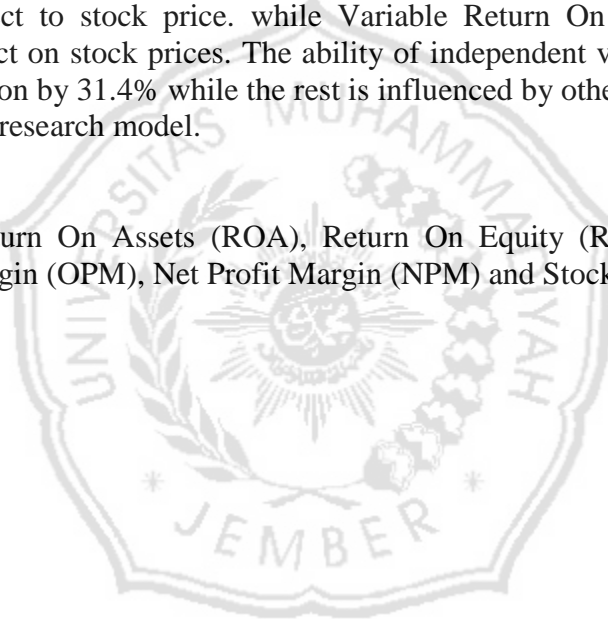 ct to stock price. while Variable Return On
ct on stock prices. The ability of independent v
on by 31.4% while the rest is influenced by othe
research model.
urn On Assets (ROA), Return On Equity (R
gin (OPM), Net Profit Margin (NPM) and Stock
UNIVERSITAS MUHAMMADIYAH
* JEMBER *